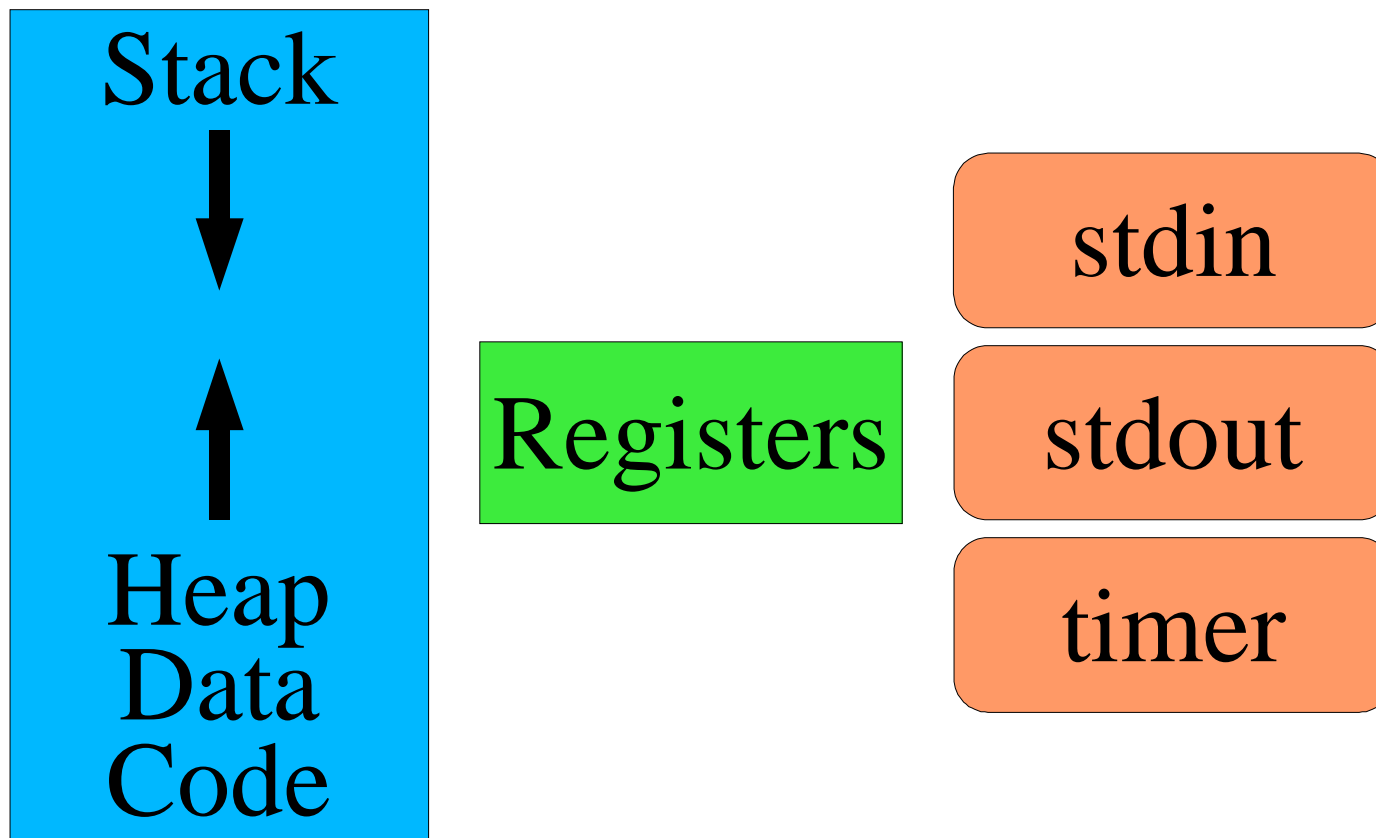 Stack
Heap
Data
Code
Registers
stdin
stdout
timer